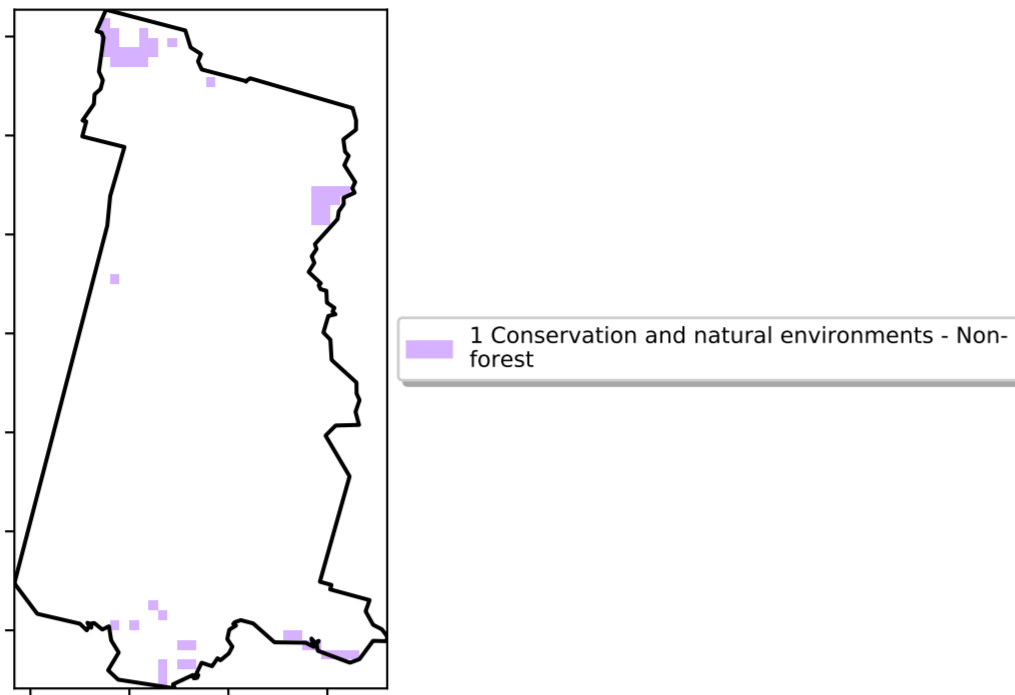 1 Conservation and natural environments - Non-
forest